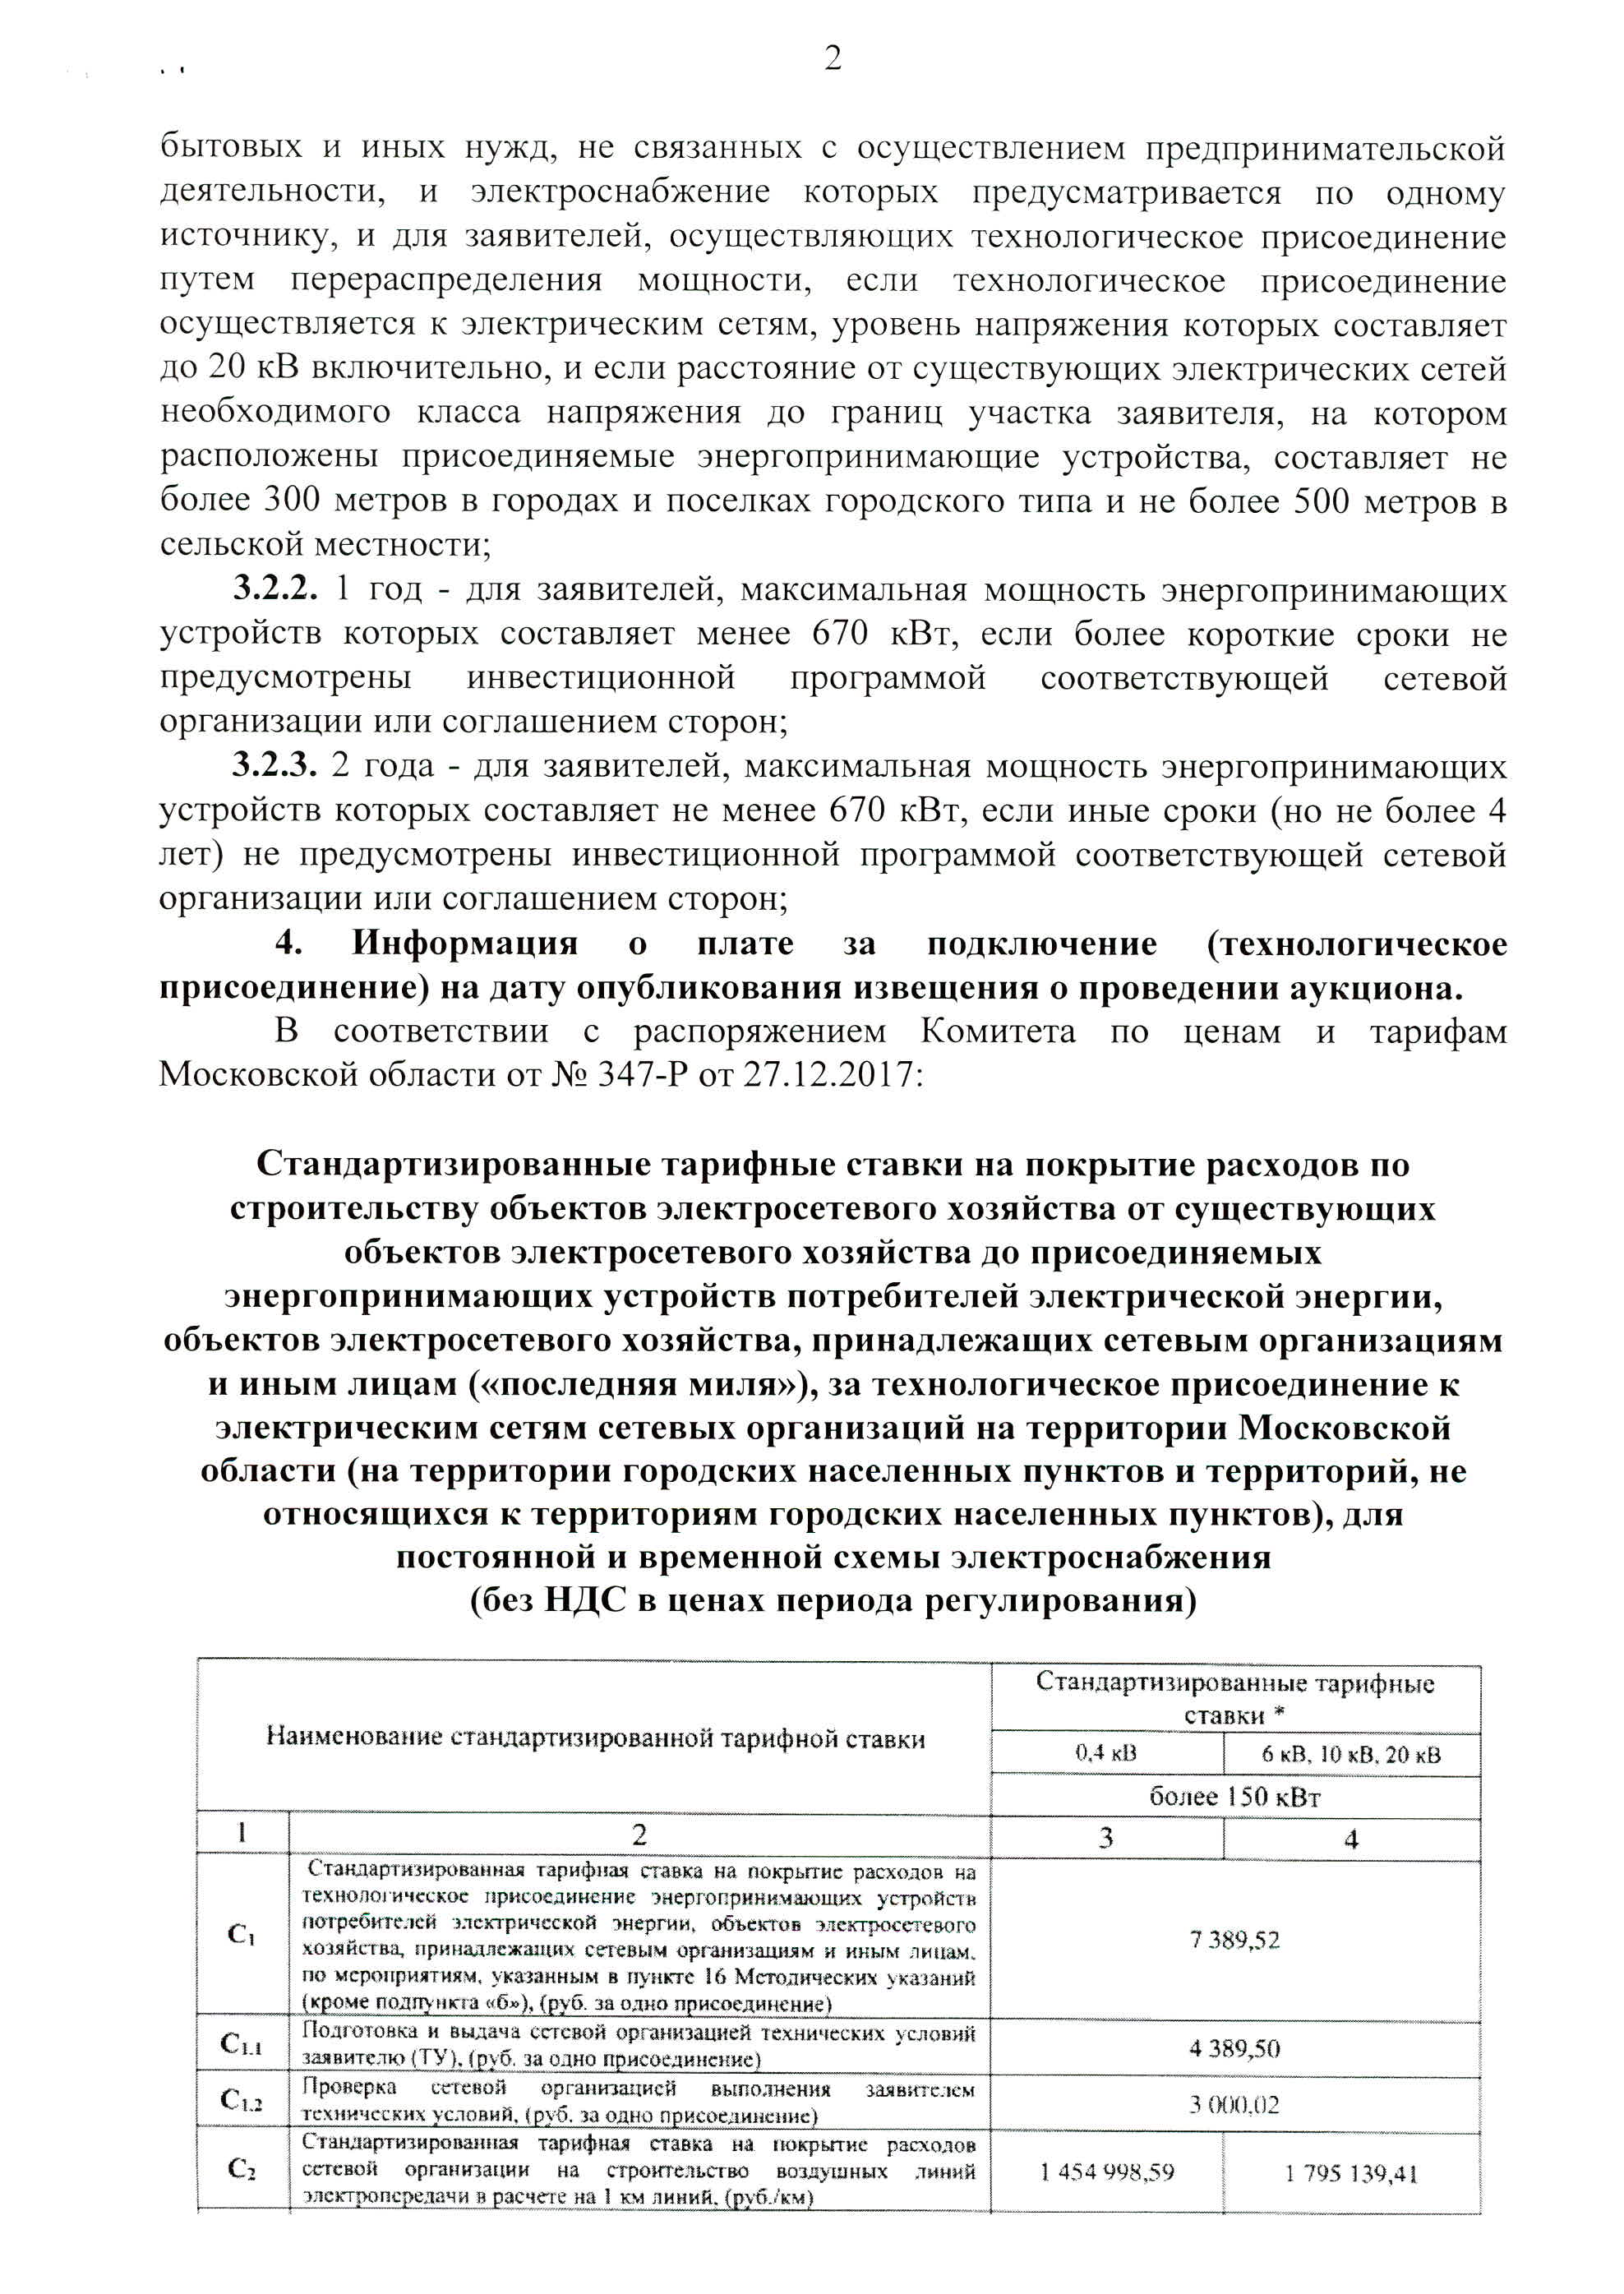 2
бытовых и иных нужд, не связанных с осуществлением предпринимательской
деятельности, и электроснабжение которых предусматривается по одному
источнику, и для заявителей, осуществляющих технологическое присоединение
путем перераспределения мощности, если технологическое присоединение
осуществляется к электрическим сетям, уровень напряжения которых составляет
до 20 кВ включительно, и если расстояние от существующих электрических сетей
необходимого класса напряжения до границ участка заявителя, на котором
расположены присоединяемые энергопринимающие устройства, составляет не
более 300 метров в городах и поселках городского типа и не более 500 метров в
сельской местности;
3.2.2. 1 год - для заявителей, максимальная мощность энергопринимающих
устройств которых составляет менее 670 кВт, если более короткие сроки не
предусмотрены инвестиционной программой соответствующей сетевой
организации или соглашением сторон;
3.2.3. 2 года - для заявителей, максимальная мощность энергопринимающих
устройств которых составляет не менее 670 кВт, если иные сроки (но не более 4
лет) не предусмотрены инвестиционной программой соответствующей сетевой
организации или соглашением сторон;
4. Информация о плате за подключение (технологическое
присоединение) на дату опубликования извещения о проведении аукциона.
В соответствии с распоряжением Комитета по ценам и тарифам
Московской области от № 347-Р от 27.12.2017:
Стандартизированные тарифные ставки на покрытие расходов по
строительству объектов электросетевого хозяйства от существующих
объектов электросетевого хозяйства до присоединяемых
энергопринимающих устройств потребителей электрической энергии,
объектов электросетевого хозяйства, принадлежащих сетевым организациям
и иным лицам («последняя миля»), за технологическое присоединение к
электрическим сетям сетевых организаций на территории Московской
области (на территории городских населенных пунктов и территорий, не
относящихся к территориям городских населенных пунктов), для
постоянной и временной схемы электроснабжения
(без НДС в ценах периода регулирования)
Наименование стандартизированной тарифной ставки
Стандартизированные тарифные
ставки *
0,4 кВ
6 кВ, 10 кВ, 20 кВ
более 150 кВт
1
2
3
4
С1
Стандартизированная тарифная ставка на покрытие расходов на
технологическое присоединение энергопринимающих устройств
потребителей электрической энергии, объектов электросетевого
хозяйства, принадлежащих сетевым организациям и иным лицам,
по мероприятиям, указанным в пункте 16 Методических указаний
(кроме подпункта «б»), (руб. за одно присоединение)
7 389,52
С1.1
Подготовка и выдача сетевой организацией технических условий
заявителю (ТУ), (руб. за одно присоединение)
4 389,50
С1.2
Проверка сетевой организацией выполнения заявителем
технических условий, (руб. за одно присоединение)
3 000,02
С2
Стандартизированная тарифная ставка на покрытие расходов
сетевой организации на строительство воздушных линий
электропередачи в расчете на 1 км линий, (руб./км)
1 454 998,59
1 795 139,41